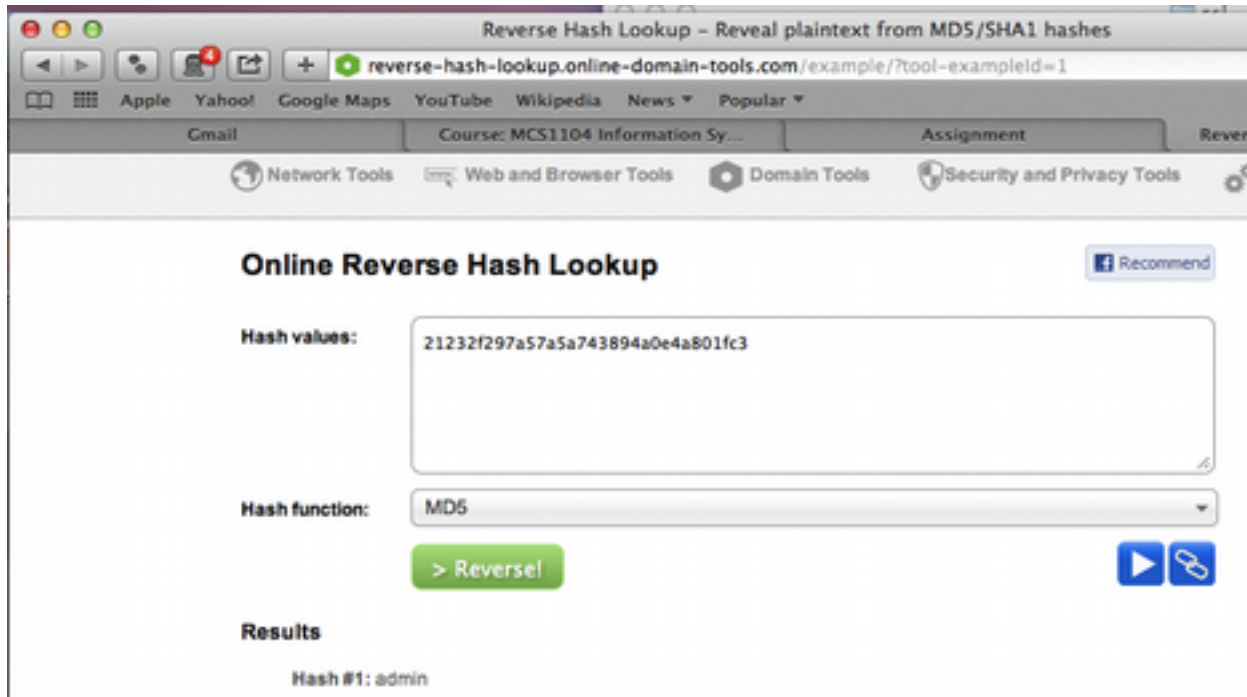 Reverse Hash Lookup – Reveal plaintext from MD5/SHA1 hashes
4
reverse-hash-lookup.online-domain-tools.com/example/?tool-exampleId=1
Apple Yahoo! Google Maps YouTube Wikipedia News Popular
Gmail Course: MCS1104 Information Sy... Assignment Rever
Network Tools Web and Browser Tools Domain Tools Security and Privacy Tools
Online Reverse Hash Lookup
Recommend
Hash values:
21232f297a57a5a743894a0e4a801fc3
Hash function: MD5
> Reverse!
Results
Hash #1: admin